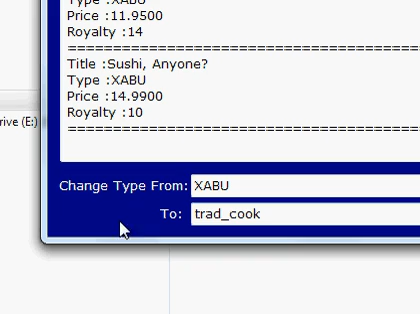 Type :XABU
Price :11.9500
Royalty :14
==========================================
Title :Sushi, Anyone?
Type :XABU
Price :14.9900
Royalty :10
==========================================
rive (E:)
Change Type From: XABU
To: trad_cook